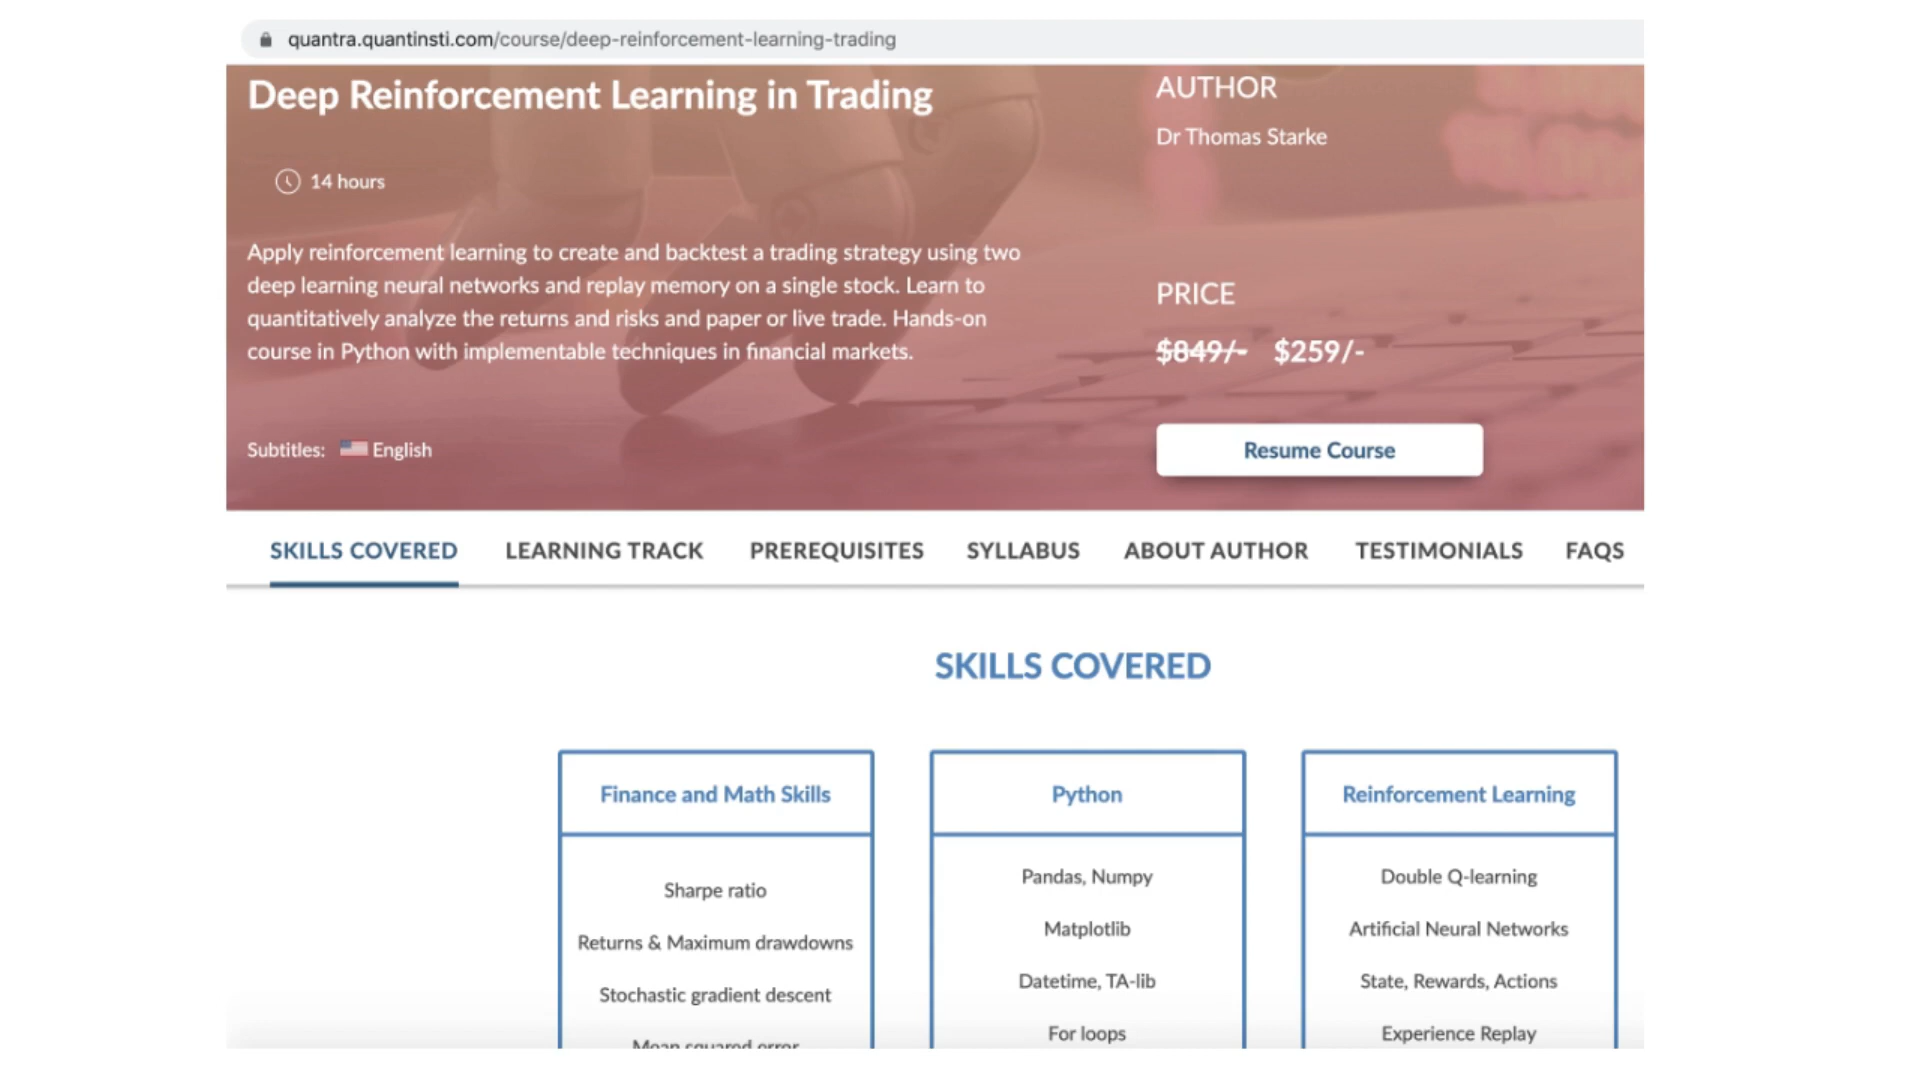 quantra.quantinsti.com/course/deep-reinforcement-learning-trading
Deep Reinforcement Learning in Trading
14 hours
Apply reinforcement learning to create and backtest a trading strategy using two
deep learning neural networks and replay memory on a single stock. Learn to
quantitatively analyze the returns and risks and paper or live trade. Hands-on
course in Python with implementable techniques in financial markets.
Subtitles: English
AUTHOR
Dr Thomas Starke
PRICE
$849/- $259/-
Resume Course
SKILLS COVERED LEARNING TRACK PREREQUISITES SYLLABUS ABOUT AUTHOR TESTIMONIALS FAQS
SKILLS COVERED
Finance and Math Skills
Sharpe ratio
Returns & Maximum drawdowns
Stochastic gradient descent
Mean squared error
Python
Pandas, Numpy
Matplotlib
Datetime, TA-lib
For loops
Reinforcement Learning
Double Q-learning
Artificial Neural Networks
State, Rewards, Actions
Experience Replay